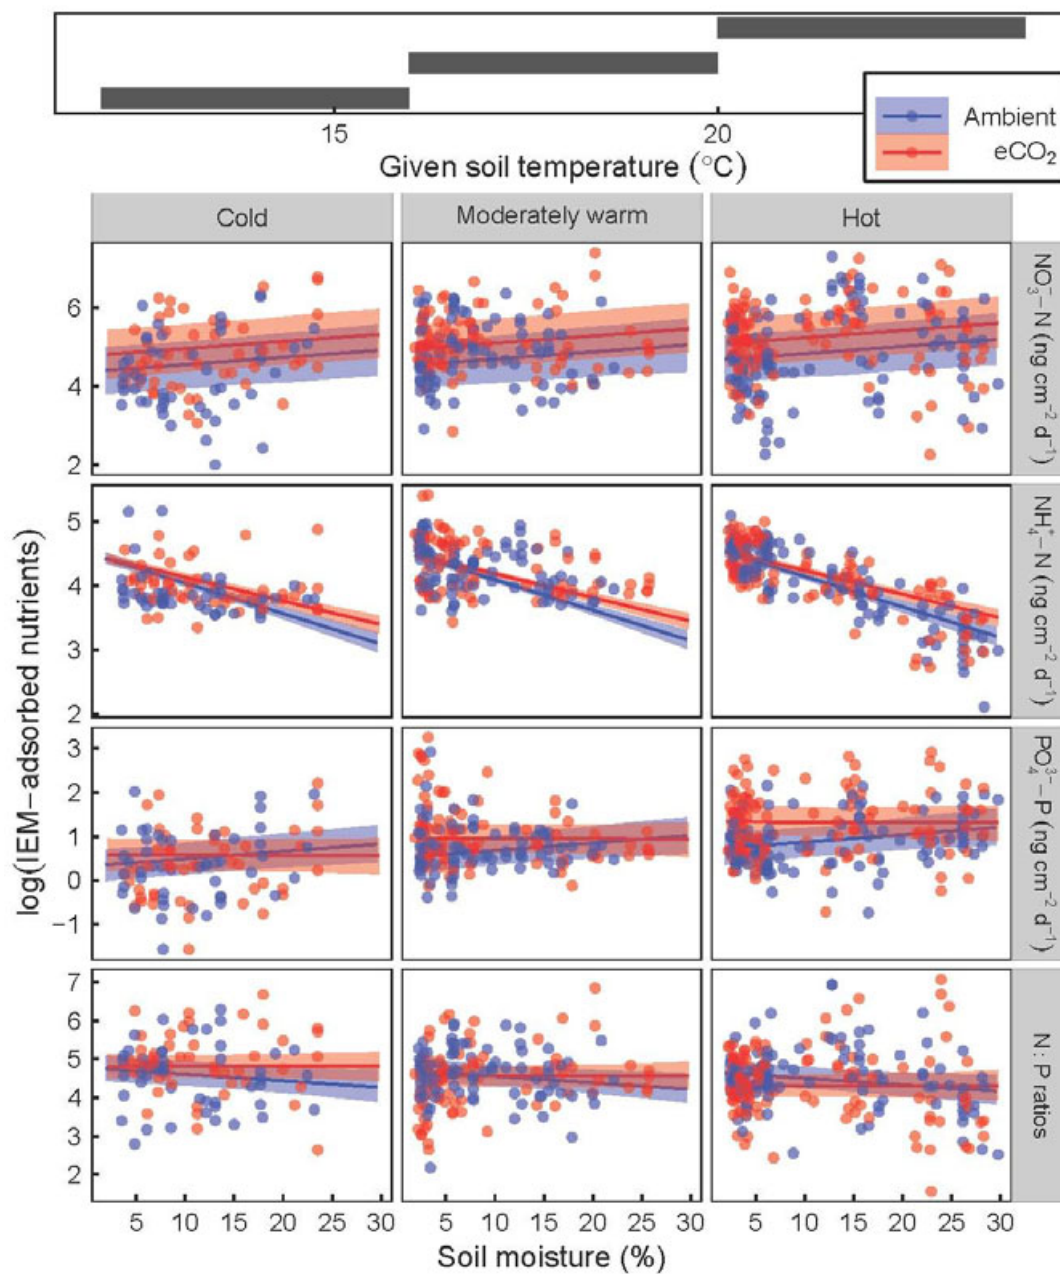 15 20
Given soil temperature (°C)
Ambient
eCO₂
Cold Moderately warm Hot
log(IEM−adsorbed nutrients)
6
4
2
NO₃⁻−N (ng cm⁻² d⁻¹)
5
4
3
2
NH₄⁺−N (ng cm⁻² d⁻¹)
3
2
1
0
−1
PO₄³⁻−P (ng cm⁻² d⁻¹)
7
6
5
4
3
2
N: P ratios
5 10 15 20 25 30 5 10 15 20 25 30 5 10 15 20 25 30
Soil moisture (%)